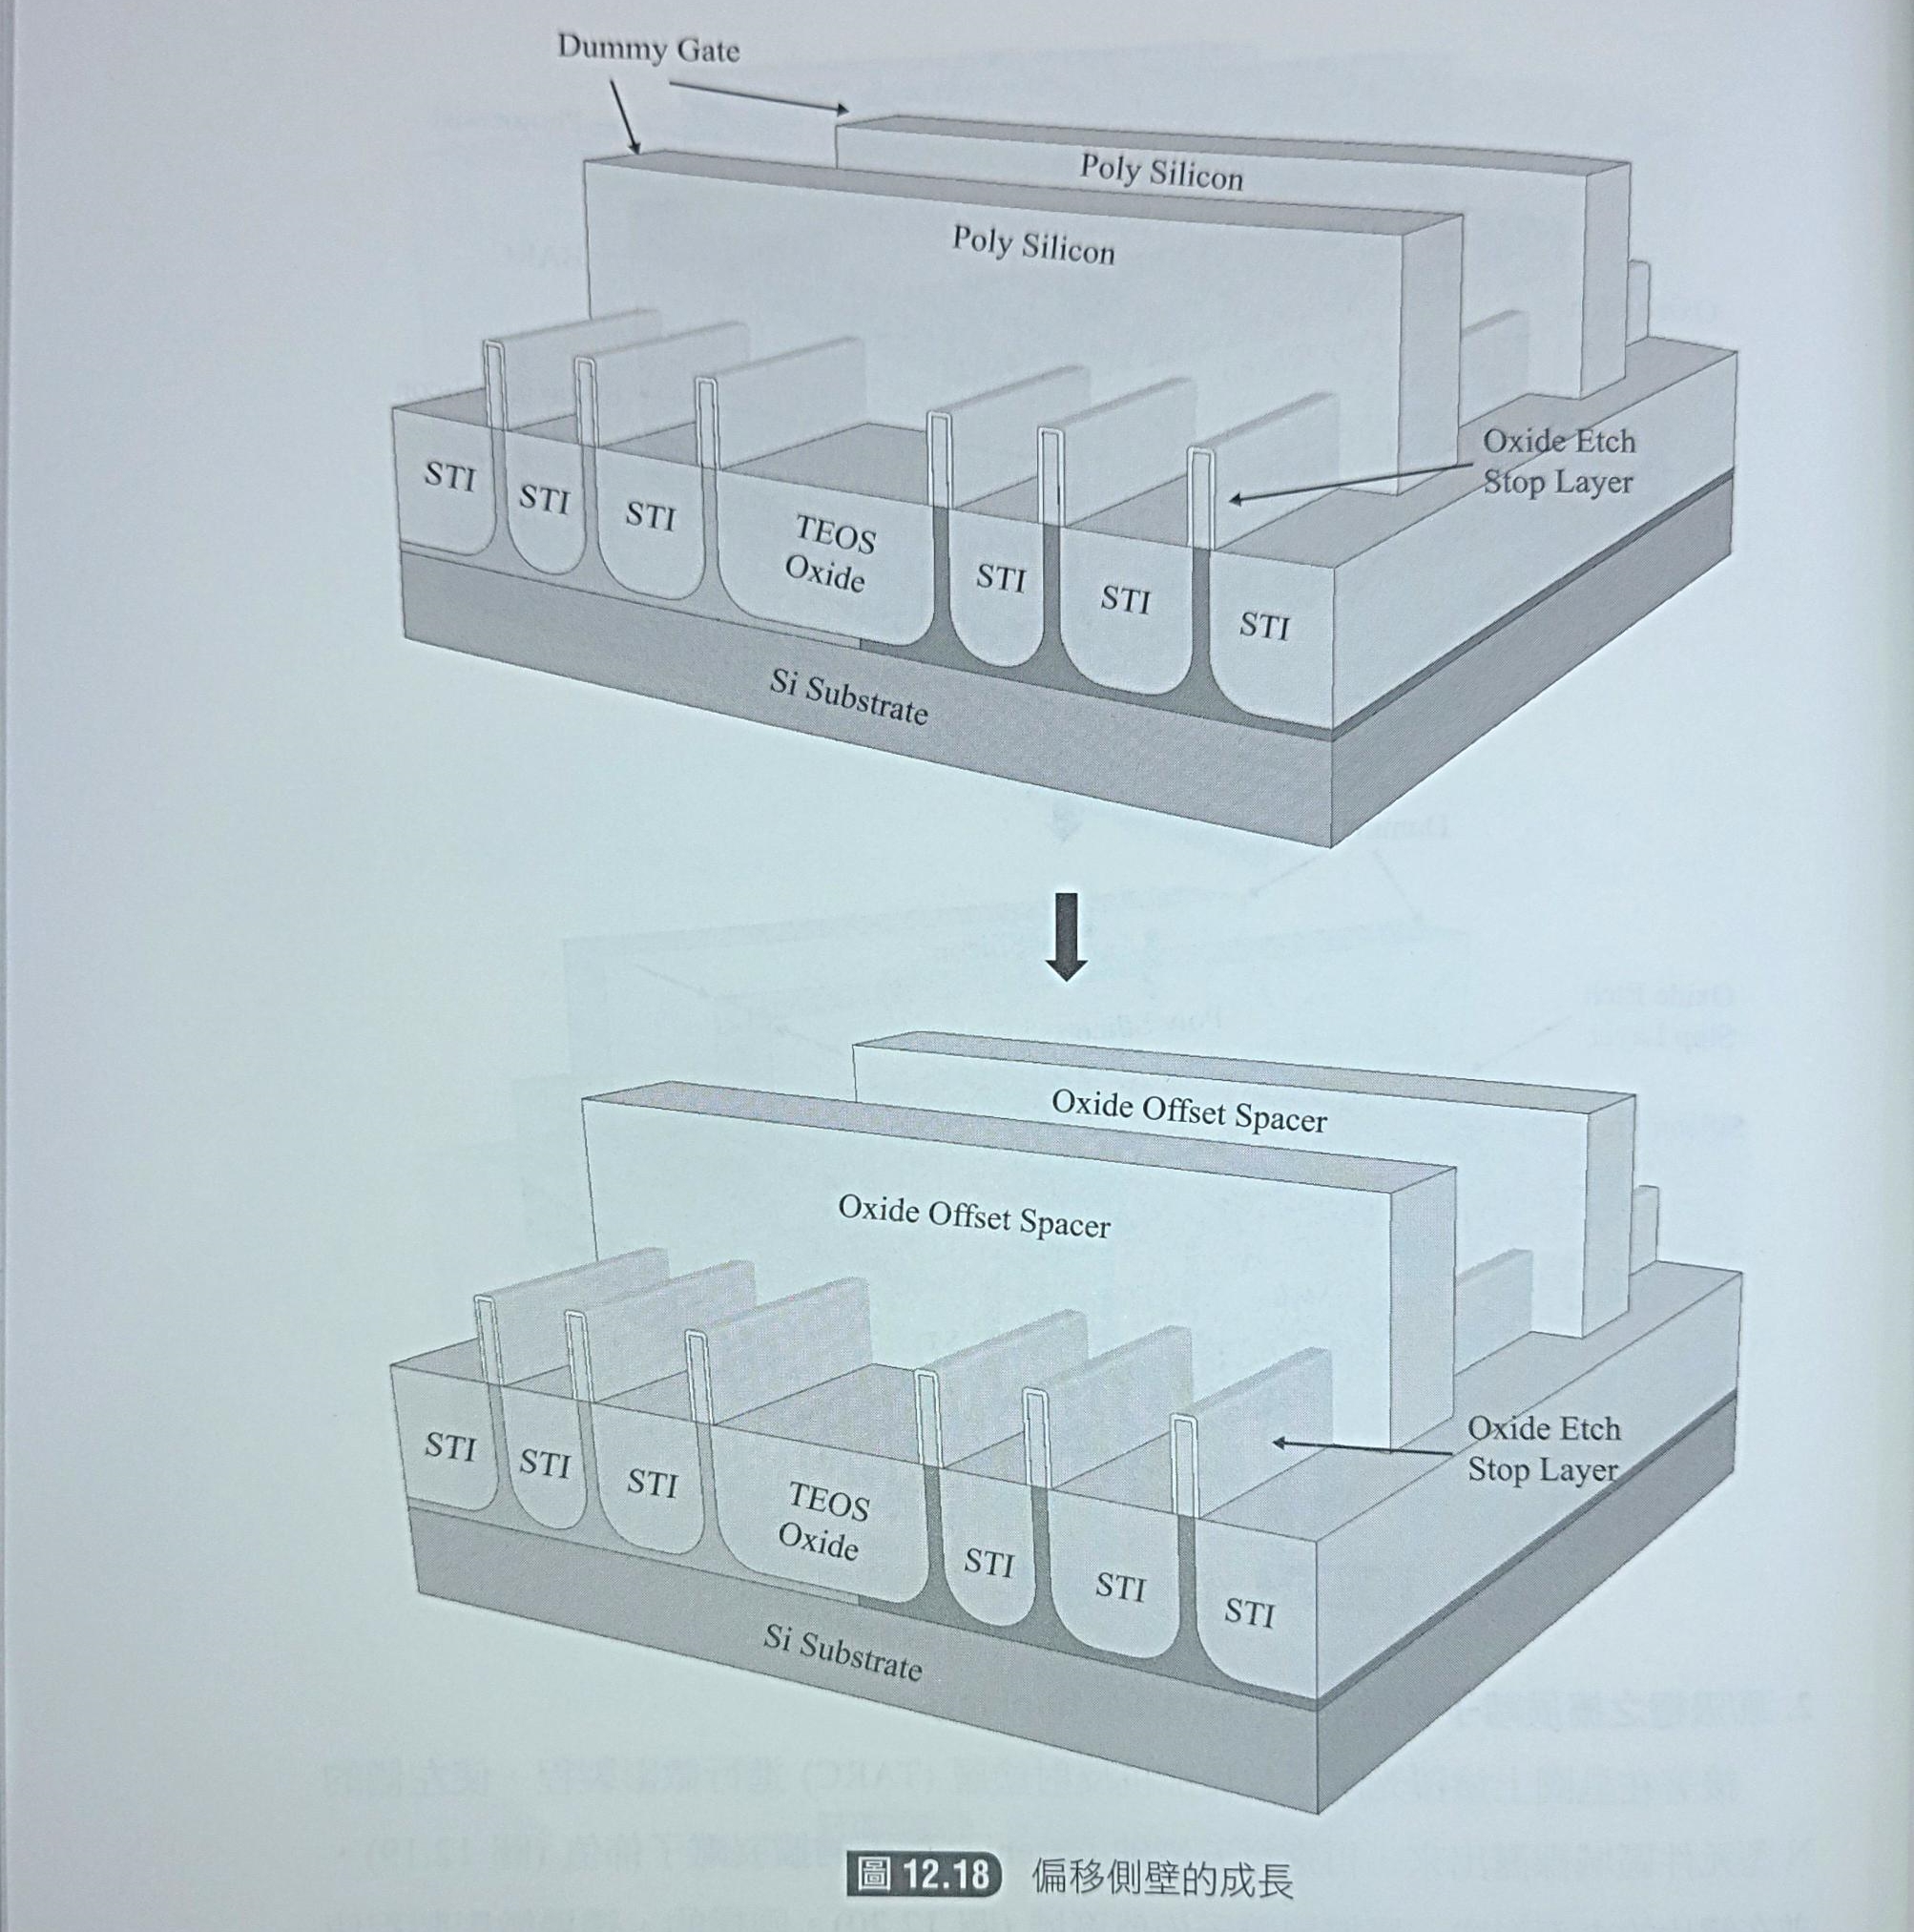 Dummy Gate
Poly Silicon
Poly Silicon
Oxide Etch
Stop Layer
STI
STI
STI
TEOS
Oxide
STI
STI
STI
Si Substrate
Oxide Offset Spacer
Oxide Offset Spacer
Oxide Etch
Stop Layer
STI
STI
STI
TEOS
Oxide
STI
STI
STI
Si Substrate
圖 12.18 偏移側壁的成長